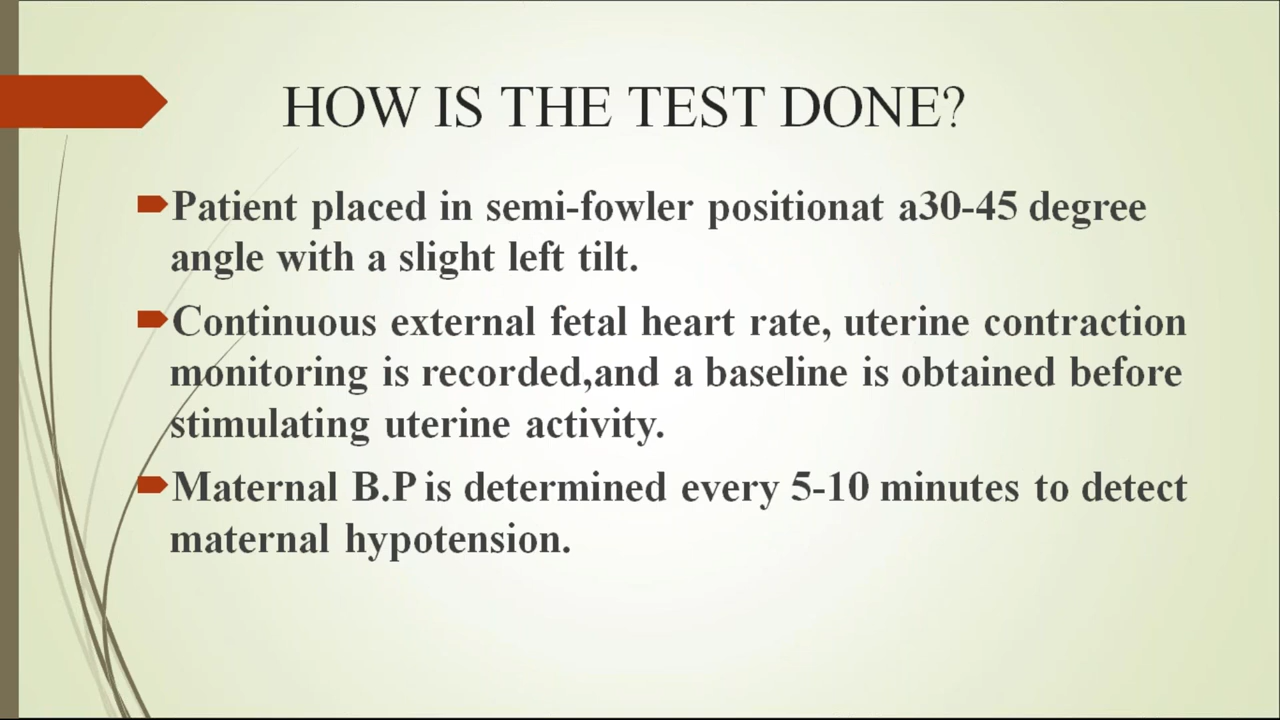 HOW IS THE TEST DONE?
Patient placed in semi-fowler positionat a30-45 degree
angle with a slight left tilt.
Continuous external fetal heart rate, uterine contraction
monitoring is recorded,and a baseline is obtained before
stimulating uterine activity.
Maternal B.P is determined every 5-10 minutes to detect
maternal hypotension.